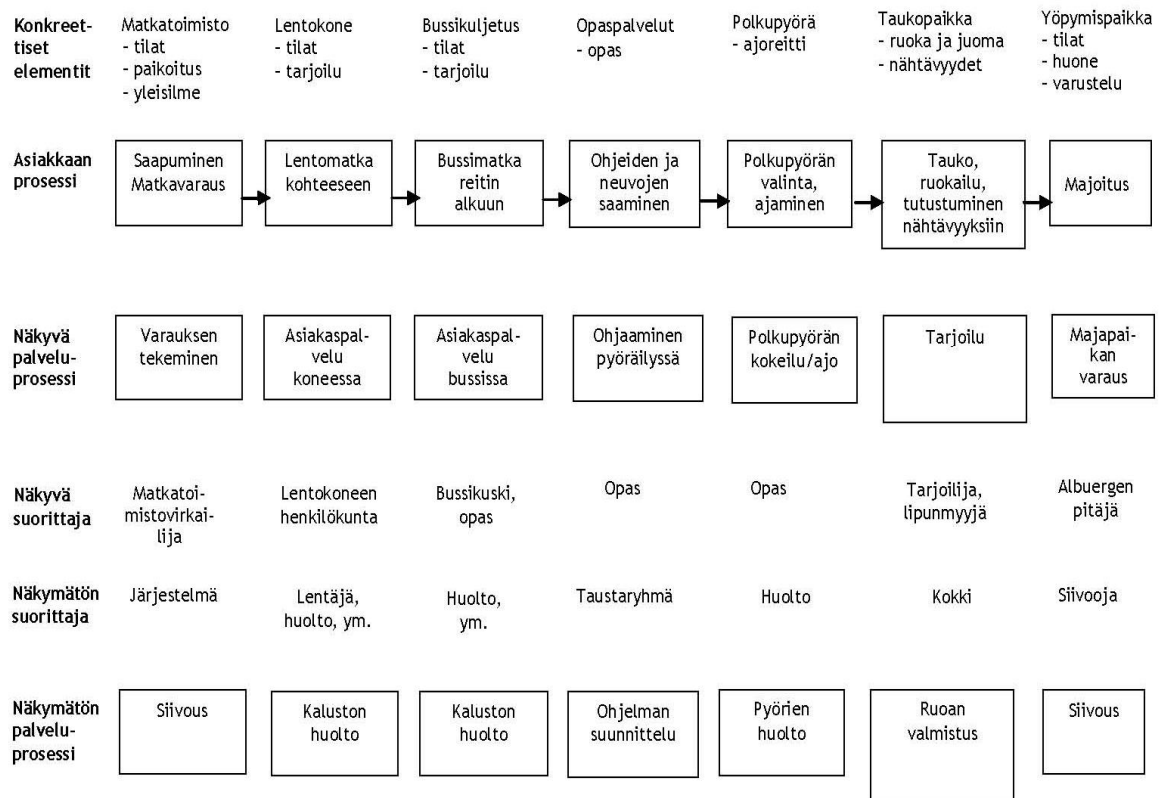 Konkreet-
tiset
elementit
Matkatoimisto
- tilat
- paikoitus
- yleisilme
Lentokone
- tilat
- tarjoilu
Bussikuljetus
- tilat
- tarjoilu
Opaspalvelut
- opas
Polkupyörä
- ajoreitti
Taukopaikka
- ruoka ja juoma
- nähtävyydet
Yöpymispaikka
- tilat
- huone
- varustelu
Asiakkaan
prosessi
Saapuminen
Matkavaraus
Lentomatka
kohteeseen
Bussimatka
reitin
alkuun
Ohjeiden ja
neuvojen
saaminen
Polkupyörän
valinta,
ajaminen
Tauko,
ruokailu,
tutustuminen
nähtävyyksiin
Majoitus
Näkyvä
palvelu-
prosessi
Varauksen
tekeminen
Asiakaspal-
velu
koneessa
Asiakaspal-
velu
bussissa
Ohjaaminen
pyöräilyssä
Polkupyörän
kokeilu/ajo
Tarjoilu
Majapai-
kan
varaus
Näkyvä
suorittaja
Matkatoi-
mistovirkai-
lija
Lentokoneen
henkilökunta
Bussikuski,
opas
Opas
Opas
Tarjoilija,
lipunmyyjä
Albuergen
pitäjä
Näkymätön
suorittaja
Järjestelmä
Lentäjä,
huolto, ym.
Huolto,
ym.
Taustaryhmä
Huolto
Kokki
Siivooja
Näkymätön
palvelu-
prosessi
Siivous
Kaluston
huolto
Kaluston
huolto
Ohjelman
suunnittelu
Pyörien
huolto
Ruoan
valmistus
Siivous